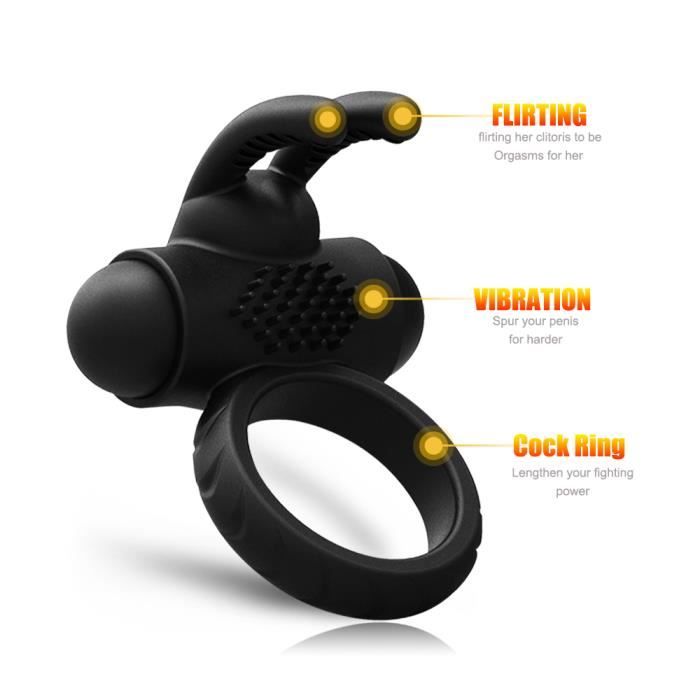 FLIRTING
flirting her clitoris to be
Orgasms for her
VIBRATION
Spur your penis
for harder
Cock Ring
Lengthen your fighting
power